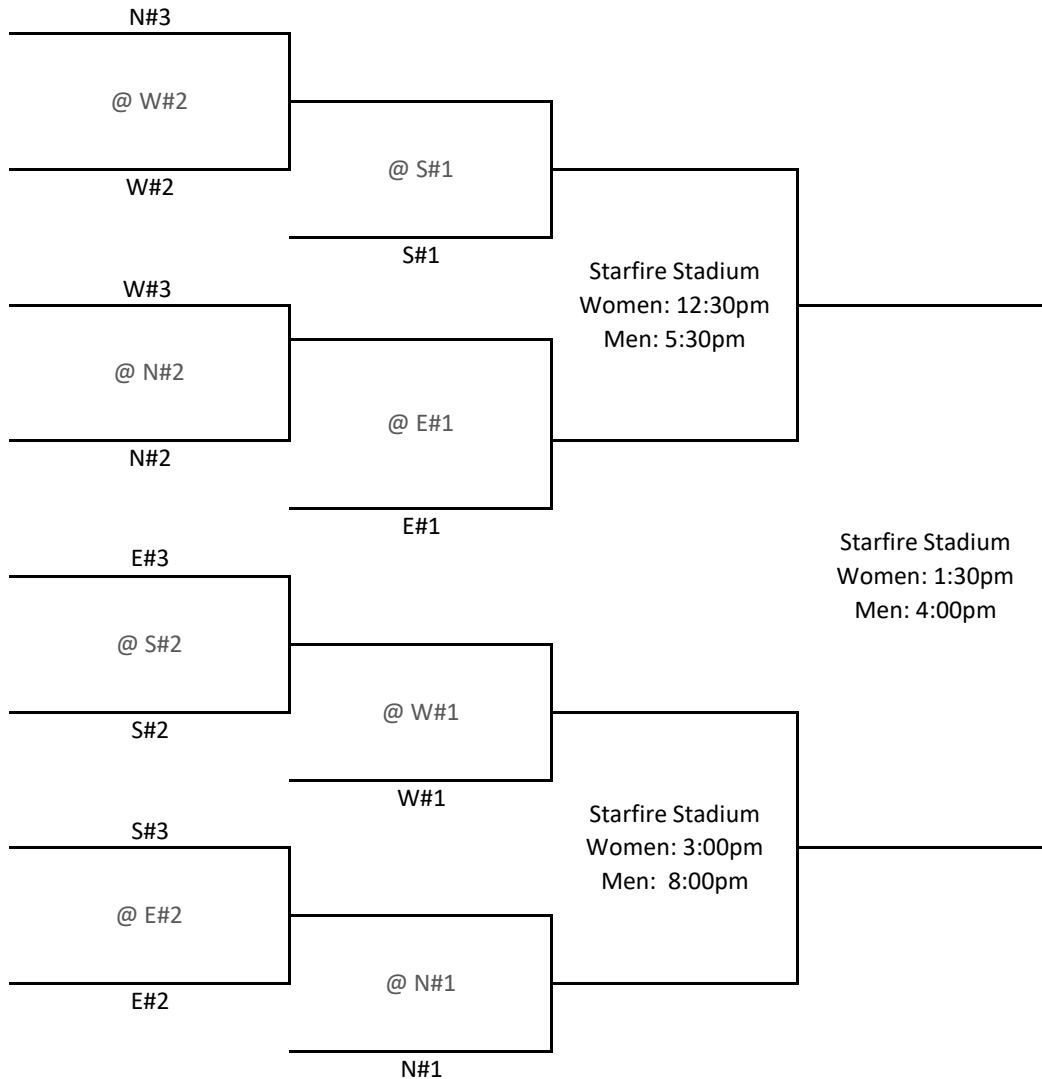 N#3
@ W#2
W#2
@ S#1
S#1
W#3
@ N#2
N#2
@ E#1
E#1
Starfire Stadium
Women: 12:30pm
Men: 5:30pm
E#3
@ S#2
S#2
@ W#1
W#1
S#3
@ E#2
E#2
@ N#1
N#1
Starfire Stadium
Women: 3:00pm
Men:  8:00pm
Starfire Stadium
Women: 1:30pm
Men: 4:00pm